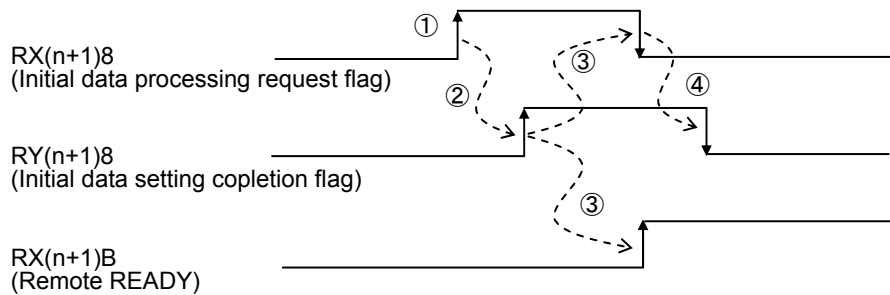 ①
RX(n+1)8
(Initial data processing request flag)
③
②
④
RY(n+1)8
(Initial data setting copletion flag)
③
RX(n+1)B
(Remote READY)